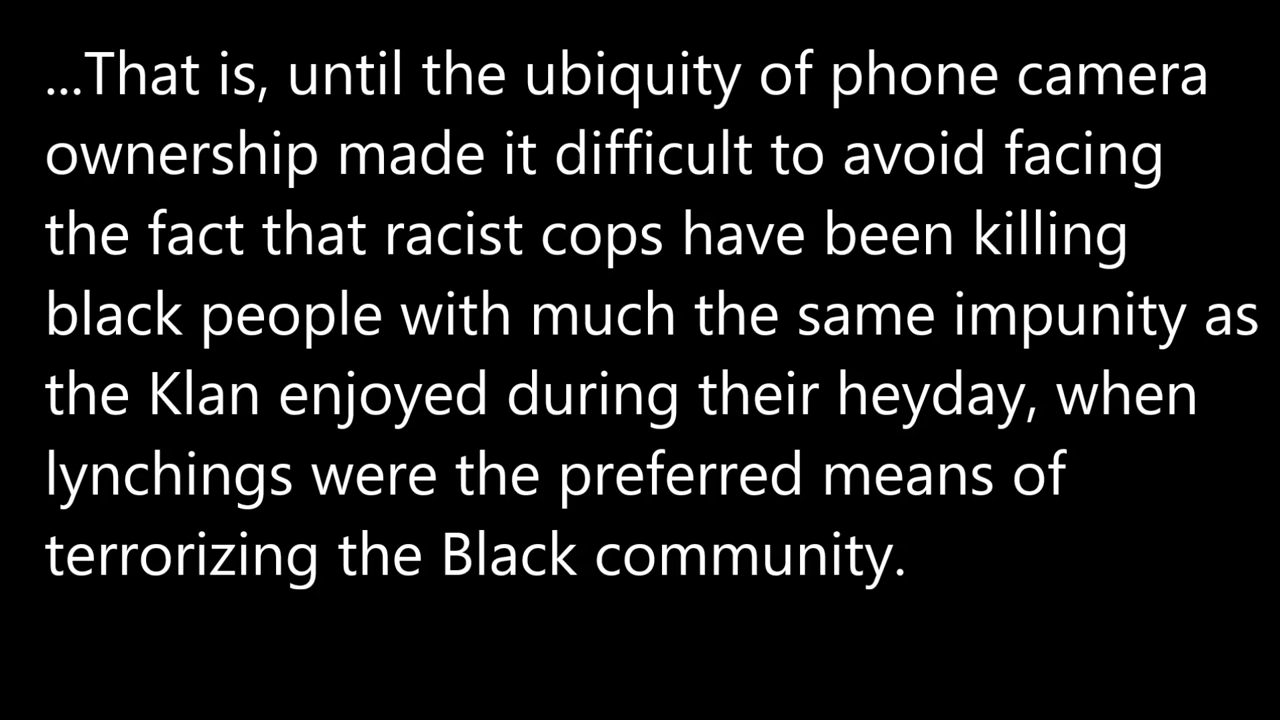 ...That is, until the ubiquity of phone camera
ownership made it difficult to avoid facing
the fact that racist cops have been killing
black people with much the same impunity as
the Klan enjoyed during their heyday, when
lynchings were the preferred means of
terrorizing the Black community.